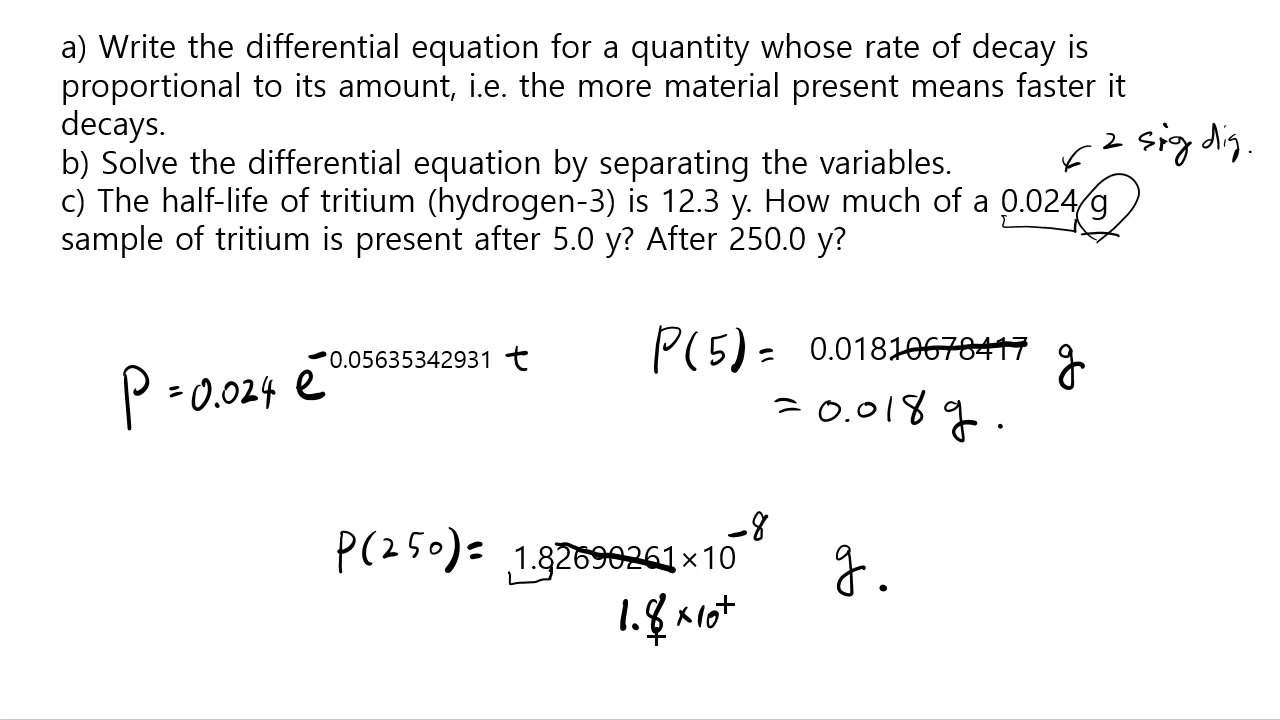 a) Write the differential equation for a quantity whose rate of decay is
proportional to its amount, i.e. the more material present means faster it
decays.
b) Solve the differential equation by separating the variables.
2 sig dig.
c) The half-life of tritium (hydrogen-3) is 12.3 y. How much of a 0.024 g
sample of tritium is present after 5.0 y? After 250.0 y?
P = 0.024 e^-0.05635342931 t
P(5) = 0.01810678417 g
= 0.018 g.
P(250) = 1.82690261×10^-8 g.
1.8 × 10